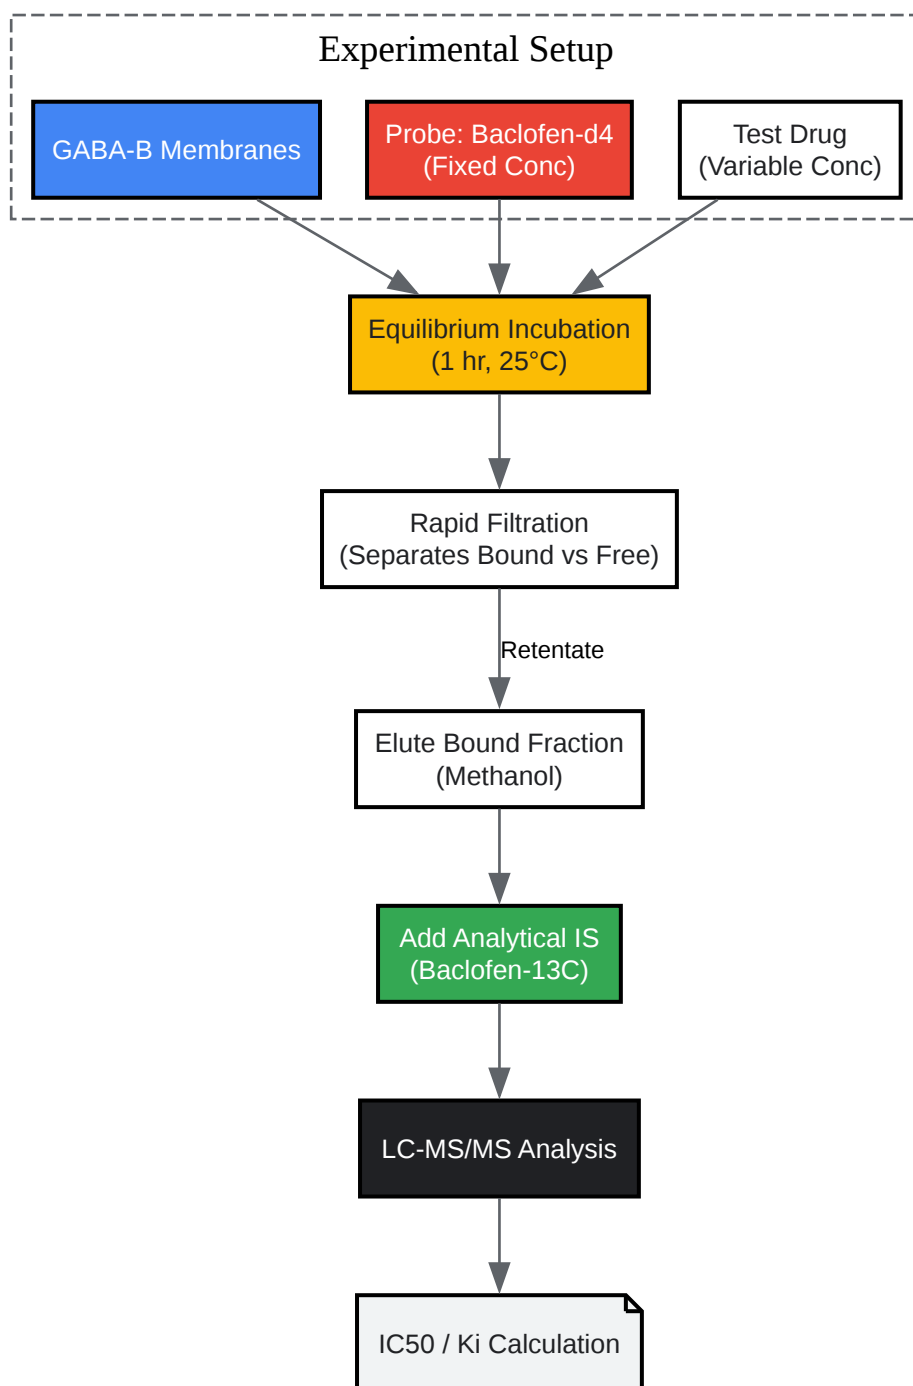 Experimental Setup
GABA-B Membranes
Probe: Baclofen-d4
(Fixed Conc)
Test Drug
(Variable Conc)
Equilibrium Incubation
(1 hr, 25°C)
Rapid Filtration
(Separates Bound vs Free)
Retentate
Elute Bound Fraction
(Methanol)
Add Analytical IS
(Baclofen-13C)
LC-MS/MS Analysis
IC50 / Ki Calculation